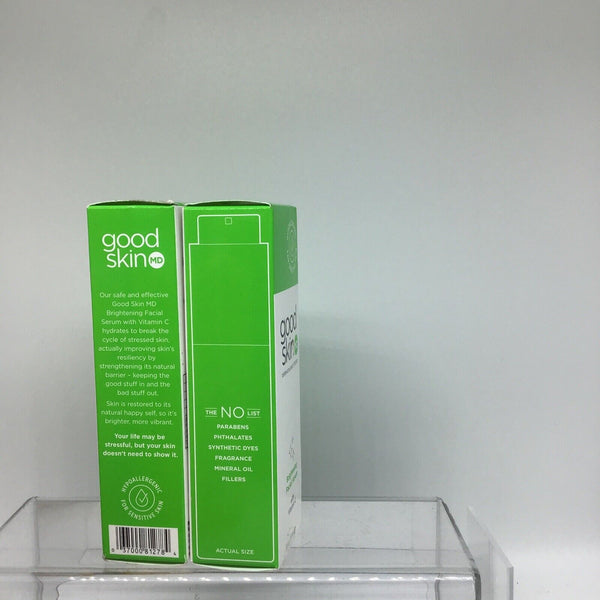 good
skin MD
Our safe and effective
Good Skin MD
Brightening Facial
Serum with Vitamin C
hydrates to break the
cycle of stressed skin,
actually improving skin's
resiliency by
strengthening its natural
barrier – keeping the
good stuff in and the
bad stuff out.
Skin is restored to its
natural happy self, so it's
brighter, more vibrant.
Your life may be
stressful, but your skin
doesn't need to show it.
HYPOALLERGENIC
FOR SENSITIVE SKIN
37000 81278 4
THE NO LIST
PARABENS
PHTHALATES
SYNTHETIC DYES
FRAGRANCE
MINERAL OIL
FILLERS
ACTUAL SIZE
good
skin